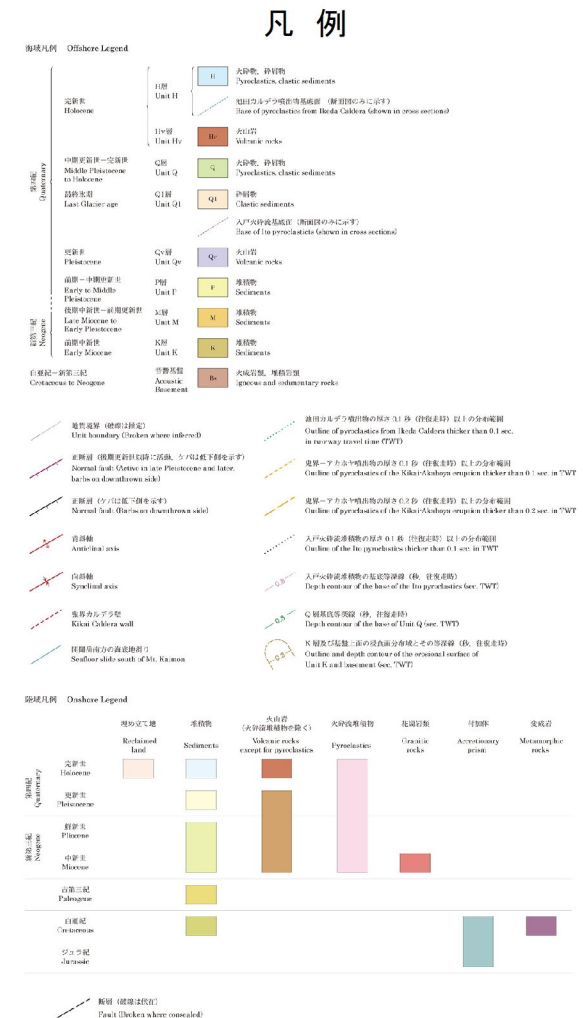 凡 例
海域凡例 Offshore Legend
第四紀
Quaternary
完新世
Holocene
H層
Unit H
H
火砕物，砕屑物
Pyroclastics, clastic sediments
池田カルデラ噴出物基底面（断面図のみに示す）
Base of pyroclastics from Ikeda Caldera (shown in cross sections)
Hv層
Unit Hv
Hv
火山岩
Volcanic rocks
中期更新世－完新世
Middle Pleistocene
to Holocene
Q層
Unit Q
Q
火砕物，砕屑物
Pyroclastics, clastic sediments
最終氷期
Last Glacier age
Q1層
Unit Q1
Q1
砕屑物
Clastic sediments
入戸火砕流基底面（断面図のみに示す）
Base of Ito pyroclastics (shown in cross sections)
更新世
Pleistocene
Qv層
Unit Qv
Qv
火山岩
Volcanic rocks
前期－中期更新世
Early to Middle
Pleistocene
P層
Unit P
P
堆積物
Sediments
新第三紀
Neogene
後期中新世－前期更新世
Late Miocene to
Early Pleistocene
M層
Unit M
M
堆積物
Sediments
前期中新世
Early Miocene
K層
Unit K
K
堆積物
Sediments
白亜紀－新第三紀
Cretaceous to Neogene
音響基盤
Acoustic
Basement
Bs
火成岩類，堆積岩類
Igneous and sedimentary rocks
地質境界（破線は推定）
Unit boundary (Broken where inferred)
正断層（後期更新世以降に活動，ケバは低下側を示す）
Normal fault (Active in late Pleistocene and later,
barbs on downthrown side)
正断層（ケバは低下側を示す）
Normal fault (Barbs on downthrown side)
背斜軸
Anticlinal axis
向斜軸
Synclinal axis
鬼界カルデラ壁
Kikai Caldera wall
開聞岳南方の海底地滑り
Seafloor slide south of Mt. Kaimon
池田カルデラ噴出物の厚さ 0.1 秒（往復走時）以上の分布範囲
Outline of pyroclastics from Ikeda Caldera thicker than 0.1 sec.
in two-way travel time (TWT)
鬼界－アカホヤ噴出物の厚さ 0.1 秒（往復走時）以上の分布範囲
Outline of pyroclastics of the Kikai-Akahoya eruption thicker than 0.1 sec. in TWT
鬼界－アカホヤ噴出物の厚さ 0.2 秒（往復走時）以上の分布範囲
Outline of pyroclastics of the Kikai-Akahoya eruption thicker than 0.2 sec. in TWT
入戸火砕流堆積物の厚さ 0.1 秒（往復走時）以上の分布範囲
Outline of the Ito pyroclastics thicker than 0.1 sec. in TWT
0.5
入戸火砕流堆積物の基底等深線（秒，往復走時）
Depth contour of the base of the Ito pyroclastics (sec. TWT)
0.5
Q 層基底等深線（秒，往復走時）
Depth contour of the base of Unit Q (sec. TWT)
0.5
K 層及び基盤上面の浸食面分布域とその等深線（秒，往復走時）
Outline and depth contour of the erosional surface of
Unit K and basement (sec. TWT)
陸域凡例 Onshore Legend
埋め立て地
Reclaimed
land
堆積物
Sediments
火山岩
（火砕流堆積物を除く）
Volcanic rocks
except for pyroclastics
火砕流堆積物
Pyroclastics
花崗岩類
Granitic
rocks
付加体
Accretionary
prism
変成岩
Metamorphic
rocks
第四紀
Quaternary
完新世
Holocene
更新世
Pleistocene
新第三紀
Neogene
鮮新世
Pliocene
中新世
Miocene
古第三紀
Paleogene
白亜紀
Cretaceous
ジュラ紀
Jurassic
断層（破線は伏在）
Fault (Broken where consealed)